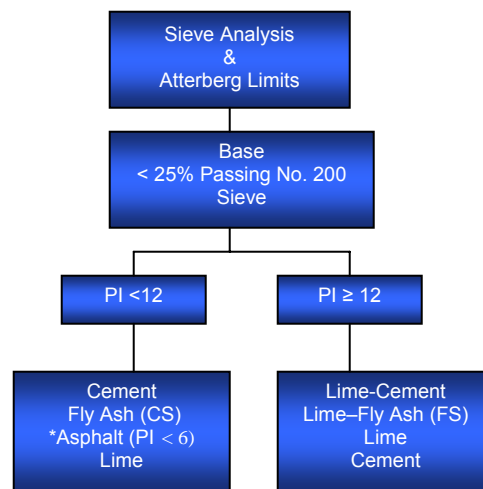 Sieve Analysis
&
Atterberg Limits
Base
< 25% Passing No. 200
Sieve
PI <12
PI ≥ 12
Cement
Fly Ash (CS)
*Asphalt (PI < 6)
Lime
Lime-Cement
Lime–Fly Ash (FS)
Lime
Cement